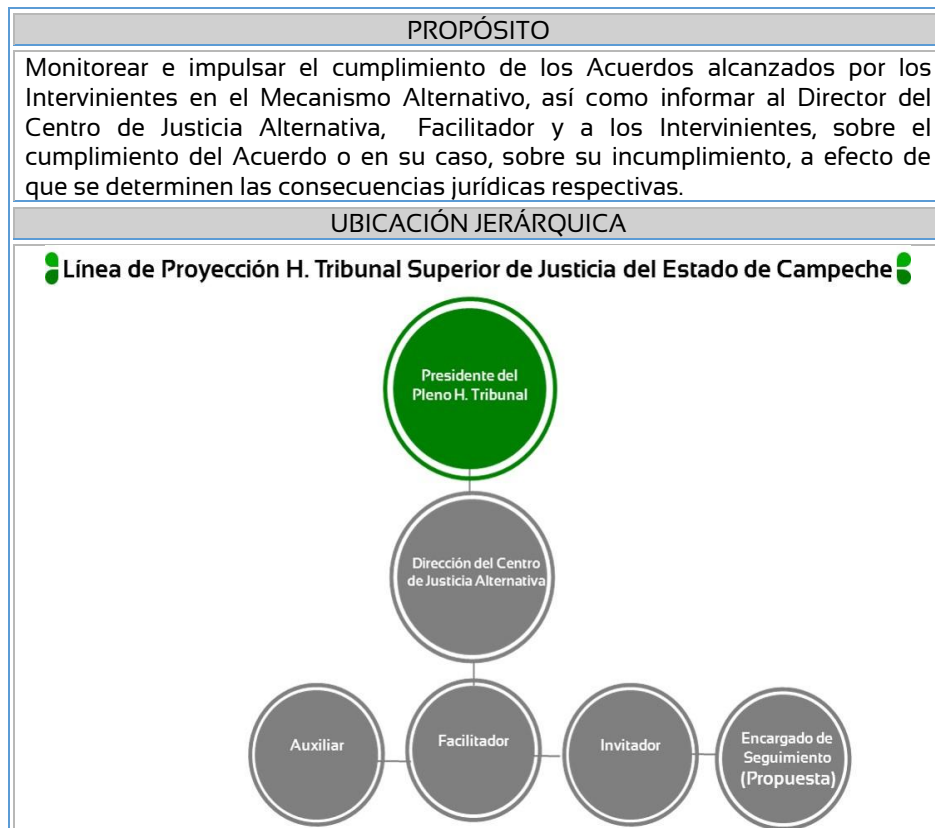 PROPÓSITO
Monitorear e impulsar el cumplimiento de los Acuerdos alcanzados por los
Intervinientes en el Mecanismo Alternativo, así como informar al Director del
Centro de Justicia Alternativa, Facilitador y a los Intervinientes, sobre el
cumplimiento del Acuerdo o en su caso, sobre su incumplimiento, a efecto de
que se determinen las consecuencias jurídicas respectivas.
UBICACIÓN JERÁRQUICA
Línea de Proyección H. Tribunal Superior de Justicia del Estado de Campeche
Presidente del
Pleno H. Tribunal
Dirección del Centro
de Justicia Alternativa
Auxiliar
Facilitador
Invitador
Encargado de
Seguimiento
(Propuesta)